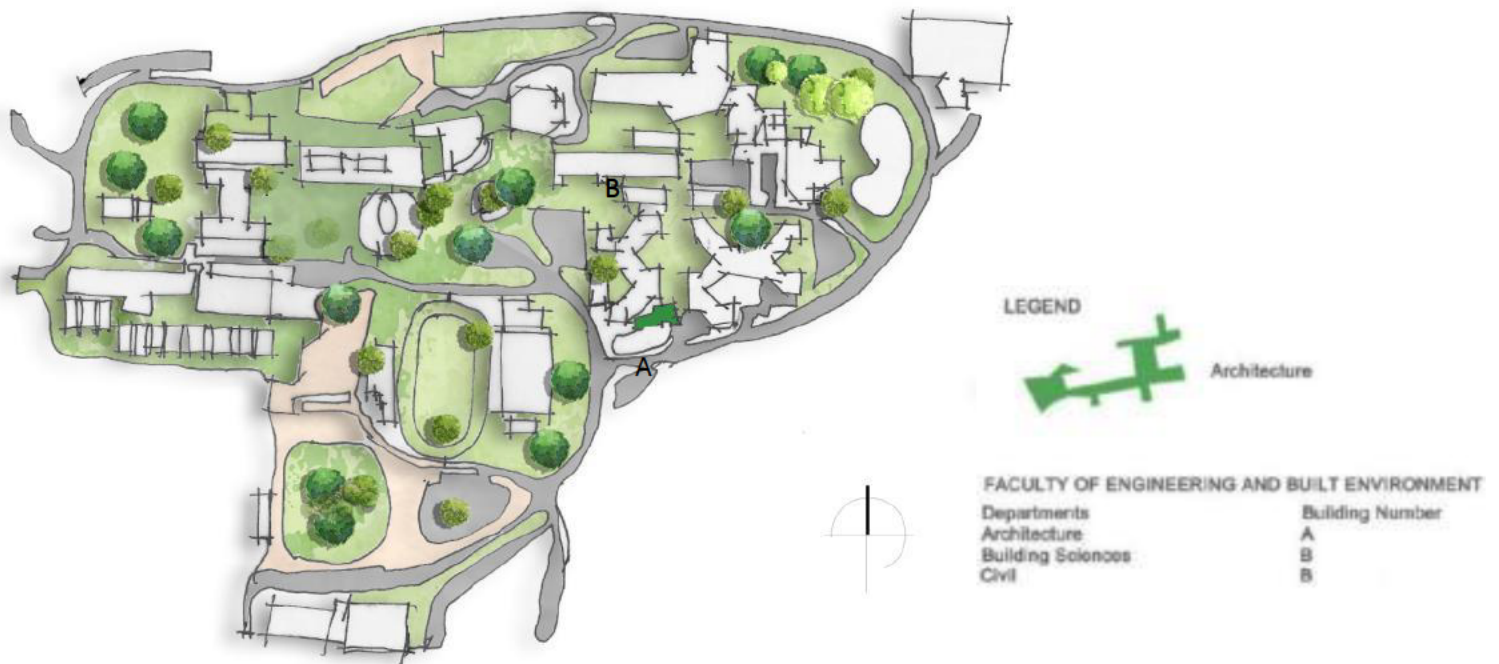 B
A
LEGEND
Architecture
FACULTY OF ENGINEERING AND BUILT ENVIRONMENT
Departments Building Number
Architecture A
Building Sciences B
Civil B